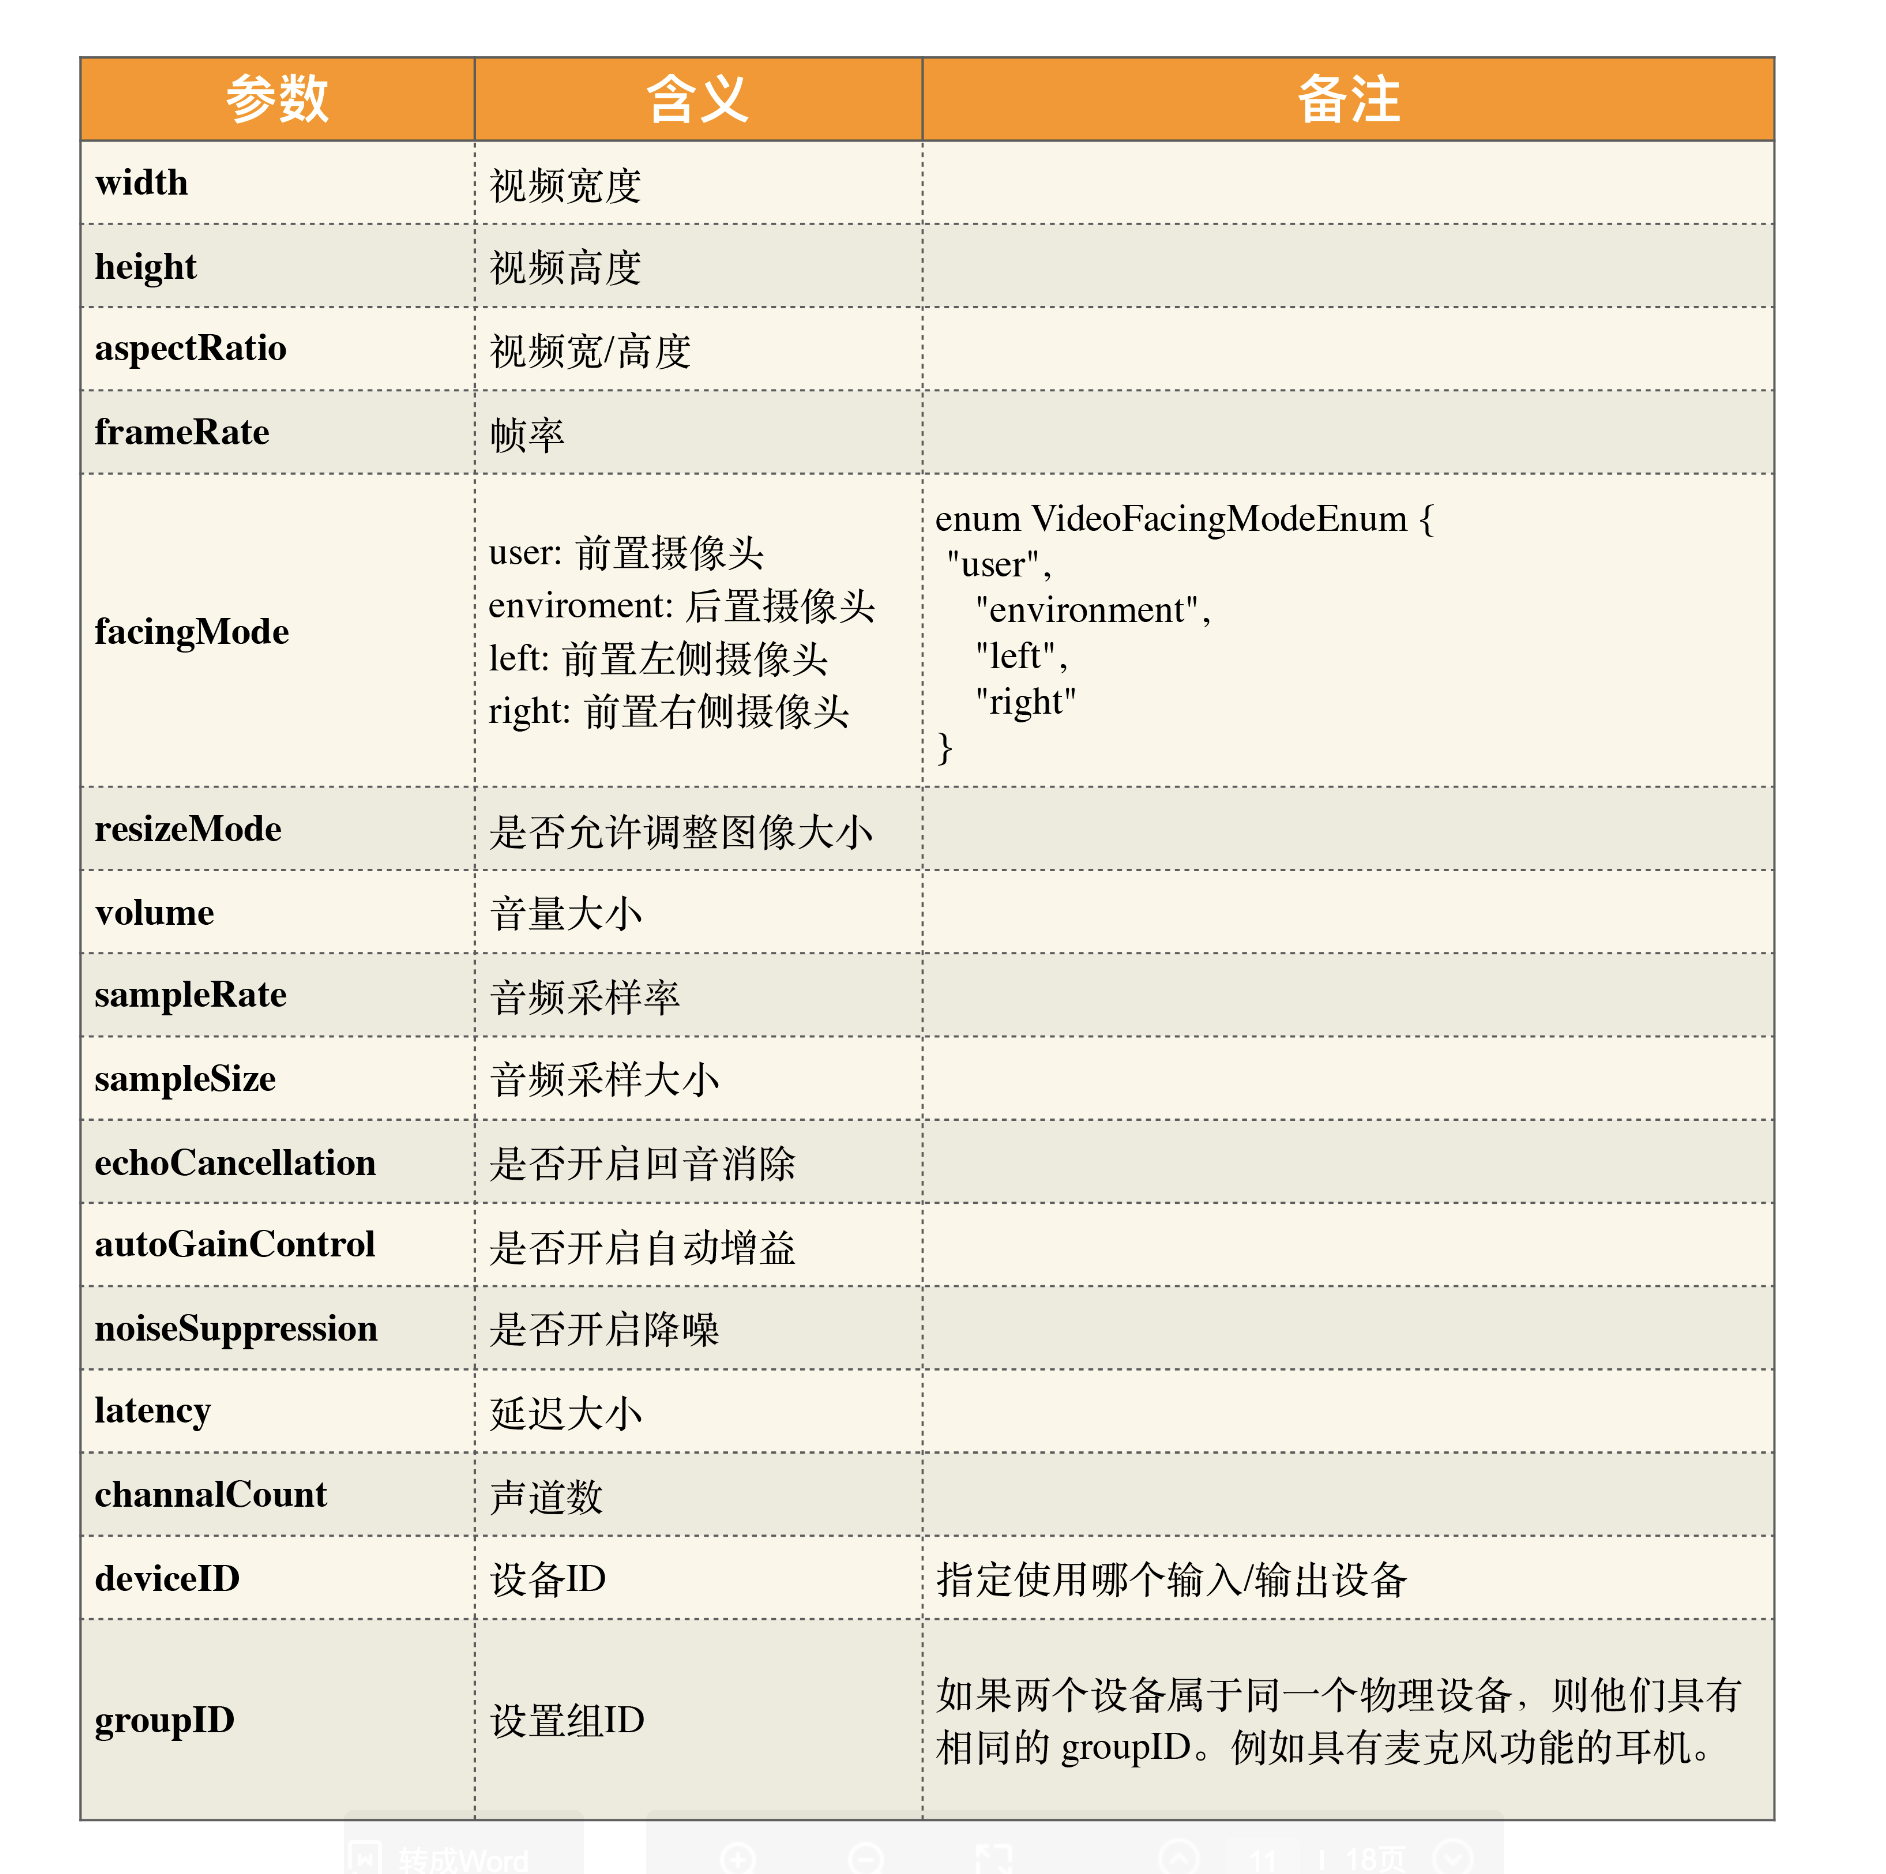 参数 含义 备注
width 视频宽度
height 视频高度
aspectRatio 视频宽/高度
frameRate 帧率
facingMode
user: 前置摄像头
enviroment: 后置摄像头
left: 前置左侧摄像头
right: 前置右侧摄像头
enum VideoFacingModeEnum {
"user",
"environment",
"left",
"right"
}
resizeMode 是否允许调整图像大小
volume 音量大小
sampleRate 音频采样率
sampleSize 音频采样大小
echoCancellation 是否开启回音消除
autoGainControl 是否开启自动增益
noiseSuppression 是否开启降噪
latency 延迟大小
channalCount 声道数
deviceID 设备ID 指定使用哪个输入/输出设备
groupID 设置组ID
如果两个设备属于同一个物理设备，则他们具有
相同的 groupID。例如具有麦克风功能的耳机。
转成Word 11 18页